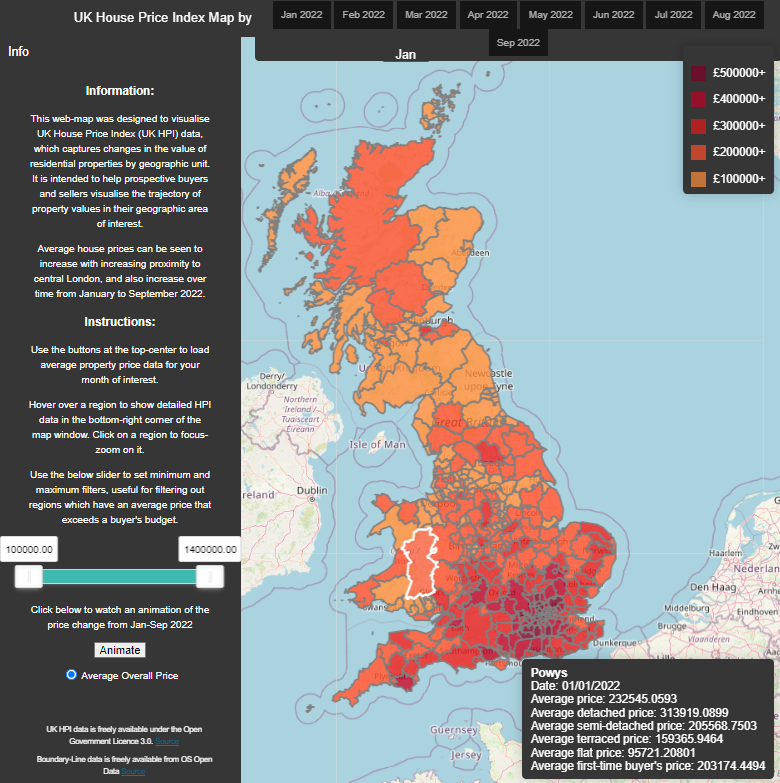 UK House Price Index Map by
Jan 2022
Feb 2022
Mar 2022
Apr 2022
May 2022
Jun 2022
Jul 2022
Aug 2022
Sep 2022
Info
Jan
Information:
This web-map was designed to visualise
UK House Price Index (UK HPI) data,
which captures changes in the value of
residential properties by geographic unit.
It is intended to help prospective buyers
and sellers visualise the trajectory of
property values in their geographic area
of interest.
Average house prices can be seen to
increase with increasing proximity to
central London, and also increase over
time from January to September 2022.
Instructions:
Use the buttons at the top-center to load
average property price data for your
month of interest.
Hover over a region to show detailed HPI
data in the bottom-right corner of the
map window. Click on a region to focus-
zoom on it.
Use the below slider to set minimum and
maximum filters, useful for filtering out
regions which have an average price that
exceeds a buyer's budget.
100000.00
1400000.00
Click below to watch an animation of the
price change from Jan-Sep 2022
Animate
Average Overall Price
UK HPI data is freely available under the Open
Government Licence 3.0. Source
Boundary-Line data is freely available from OS Open
Data Source
£500000+
£400000+
£300000+
£200000+
£100000+
Newcastle
Great Br
Derry/
Londonderry
Northern
Ireland /
Tuaisceart
Éireann
Isle of Man
Dublin
reland
Haarlem
Nederlan
Den Haag
Arnhe
Middelburg
Eindhoven
Brugge
Vlaanderen
Dunkerque
Lille
Guernsey
Jersey
Powys
Date: 01/01/2022
Average price: 232545.0593
Average detached price: 313919.0899
Average semi-detached price: 205568.7503
Average terraced price: 159365.9464
Average flat price: 95721.20801
Average first-time buyer's price: 203174.4494